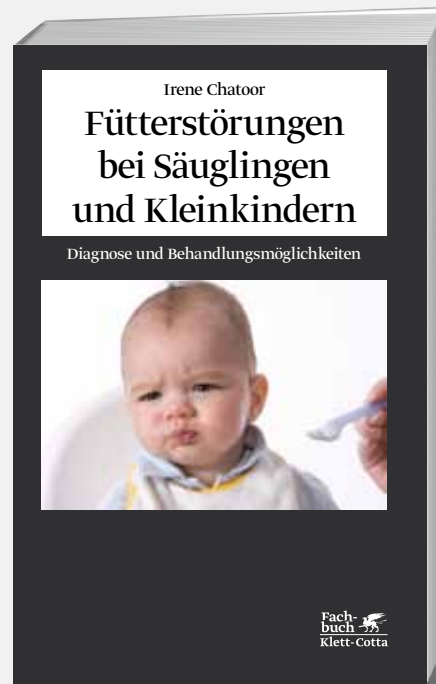 Irene Chatoor
Fütterstörungen
bei Säuglingen
und Kleinkindern
Diagnose und Behandlungsmöglichkeiten
Fach-
buch
Klett-Cotta